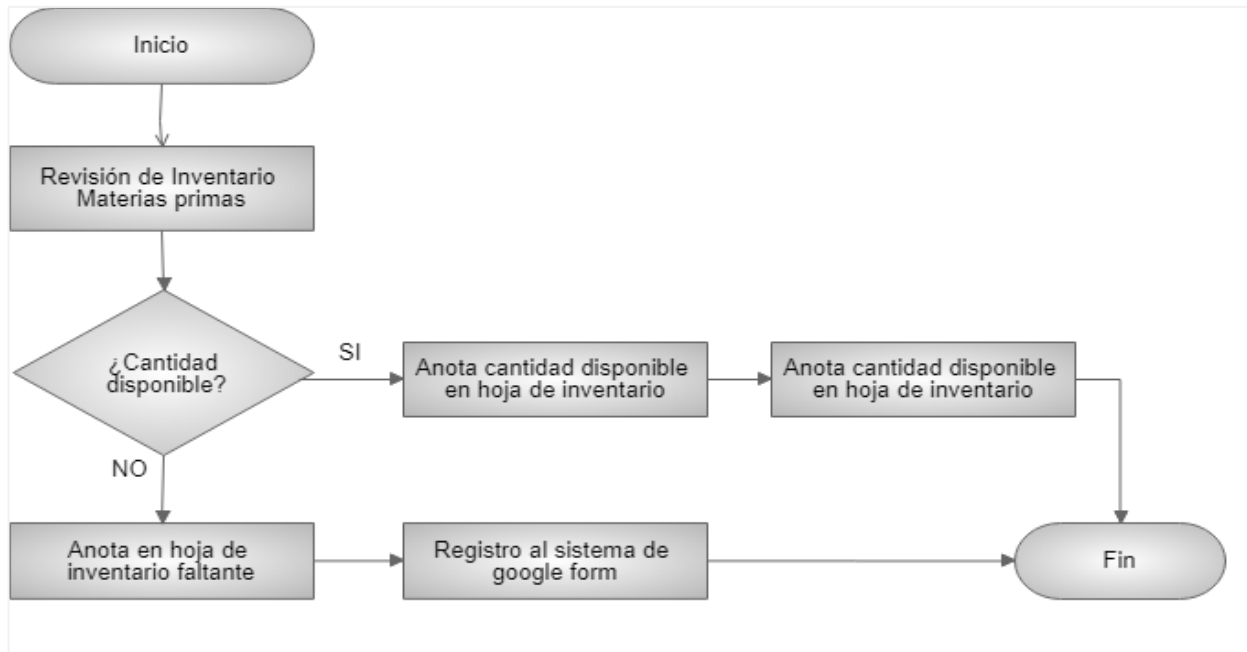 Inicio
Revisión de Inventario
Materias primas
¿Cantidad
disponible?
SI
Anota cantidad disponible
en hoja de inventario
Anota cantidad disponible
en hoja de inventario
NO
Anota en hoja de
inventario faltante
Registro al sistema de
google form
Fin